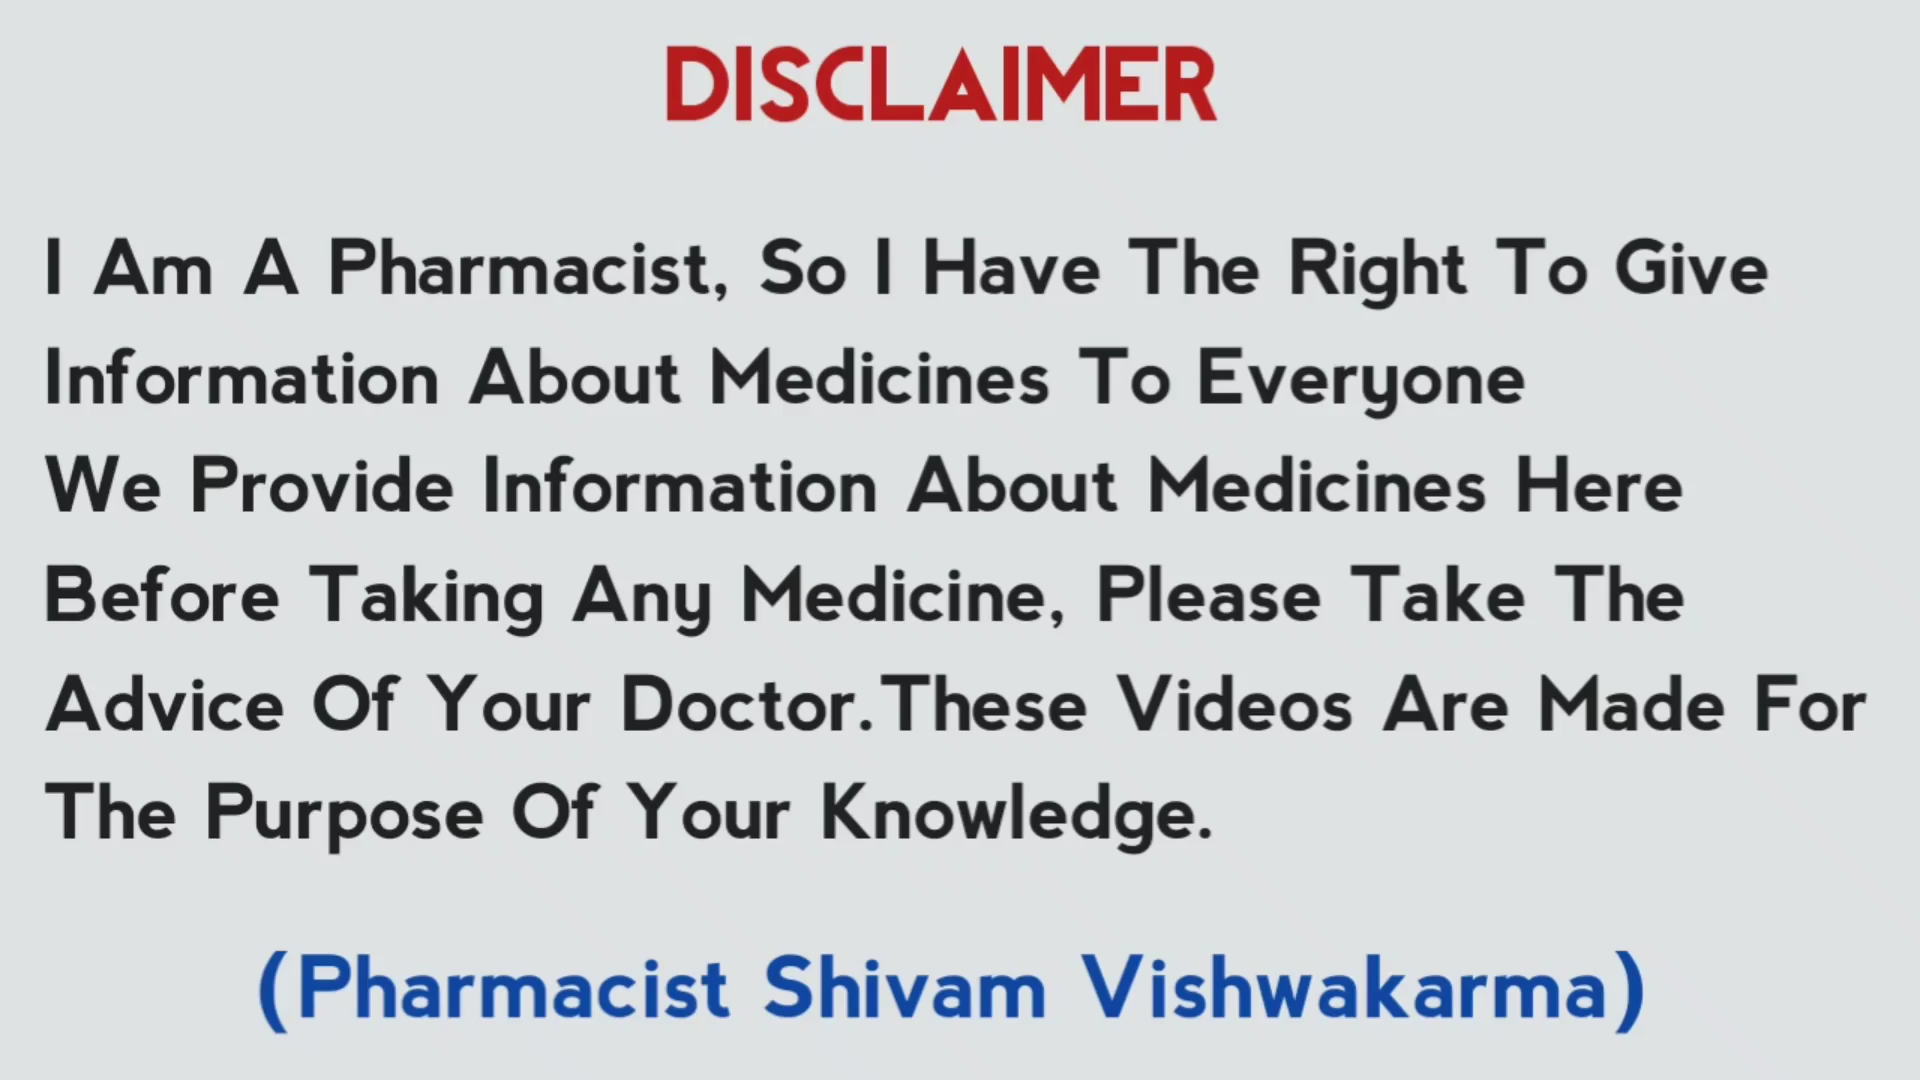 DISCLAIMER
I Am A Pharmacist, So I Have The Right To Give
Information About Medicines To Everyone
We Provide Information About Medicines Here
Before Taking Any Medicine, Please Take The
Advice Of Your Doctor.These Videos Are Made For
The Purpose Of Your Knowledge.
(Pharmacist Shivam Vishwakarma)